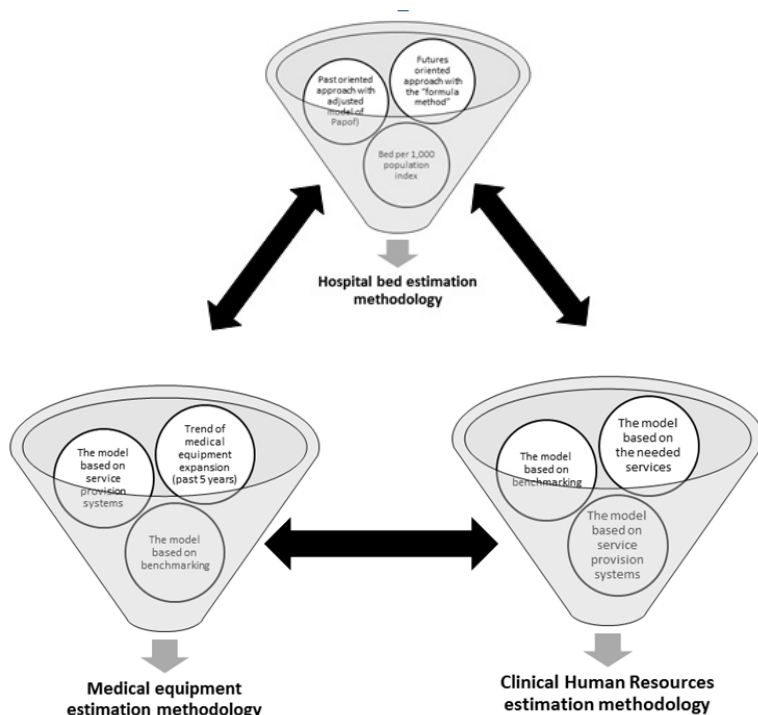 Past oriented
approach with
adjusted
model of
Papof)
Futures
oriented
approach with
the "formula
method"
Bed per 1,000
population
index
Hospital bed estimation
methodology
The model
based on
service
provision
systems
Trend of
medical
equipment
expansion
(past 5 years)
The model
based on
benchmarking
Medical equipment
estimation methodology
The model
based on
benchmarking
The model
based on
the needed
services
The model
based on
service
provision
systems
Clinical Human Resources
estimation methodology